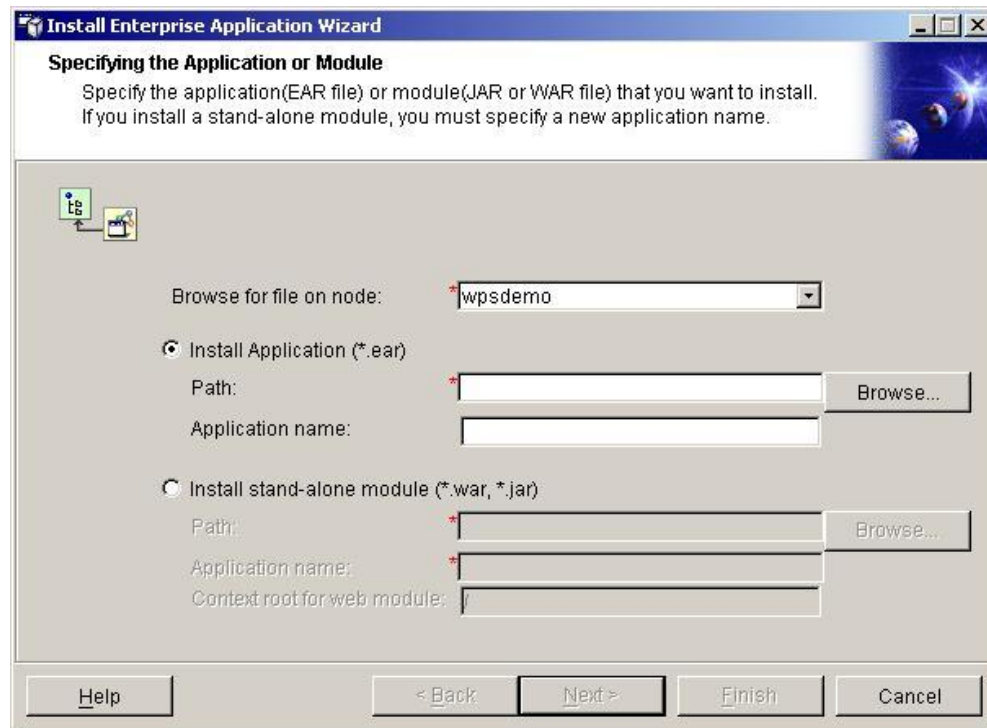 Install Enterprise Application Wizard
Specifying the Application or Module
Specify the application(EAR file) or module(JAR or WAR file) that you want to install.
If you install a stand-alone module, you must specify a new application name.
Browse for file on node: *wpsdemo
Install Application (*.ear)
Path: * Browse...
Application name:
Install stand-alone module (*.war, *.jar)
Path: * Browse...
Application name: *
Context root for web module: /
Help < Back Next > Finish Cancel